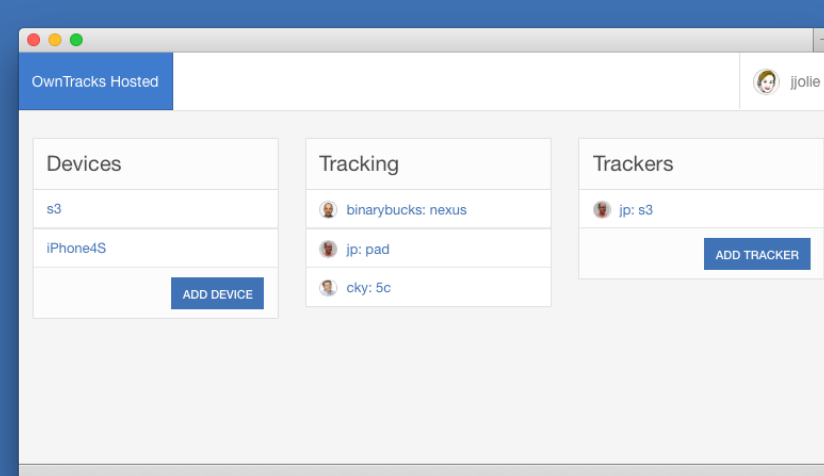 OwnTracks Hosted
jjolie
Devices
s3
iPhone4S
ADD DEVICE
Tracking
binarybucks: nexus
jp: pad
cky: 5c
Trackers
jp: s3
ADD TRACKER